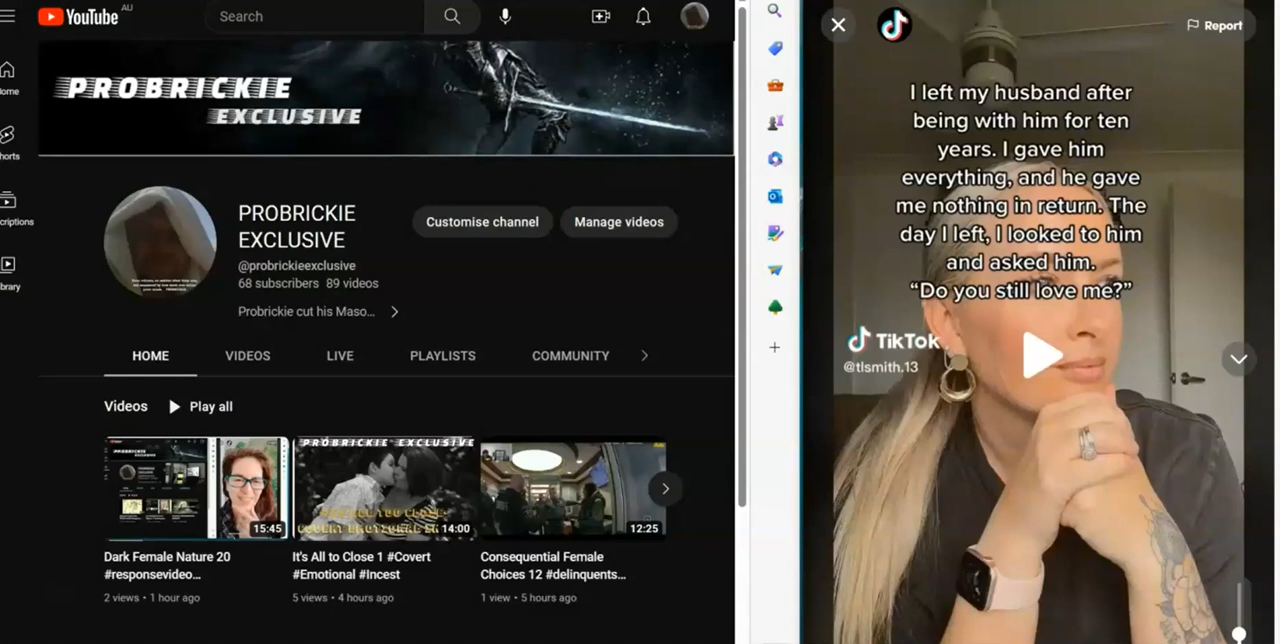 YouTube AU
Search
Report
PROBRICKIE
EXCLUSIVE
PROBRICKIE
EXCLUSIVE
@probrickieexclusive
68 subscribers 89 videos
Probrickie cut his Maso...
Customise channel
Manage videos
ome
horts
criptions
brary
HOME
VIDEOS
LIVE
PLAYLISTS
COMMUNITY
Videos
Play all
15:45
PROBRICKIE EXCLUSIVE
14:00
12:25
Dark Female Nature 20
#responsevideo...
2 views • 1 hour ago
It's All to Close 1 #Covert
#Emotional #Incest
5 views • 4 hours ago
Consequential Female
Choices 12 #delinquents...
1 view • 5 hours ago
I left my husband after
being with him for ten
years. I gave him
everything, and he gave
me nothing in return. The
day I left, I looked to him
and asked him.
“Do you still love me?”
TikTok
@tlsmith.13